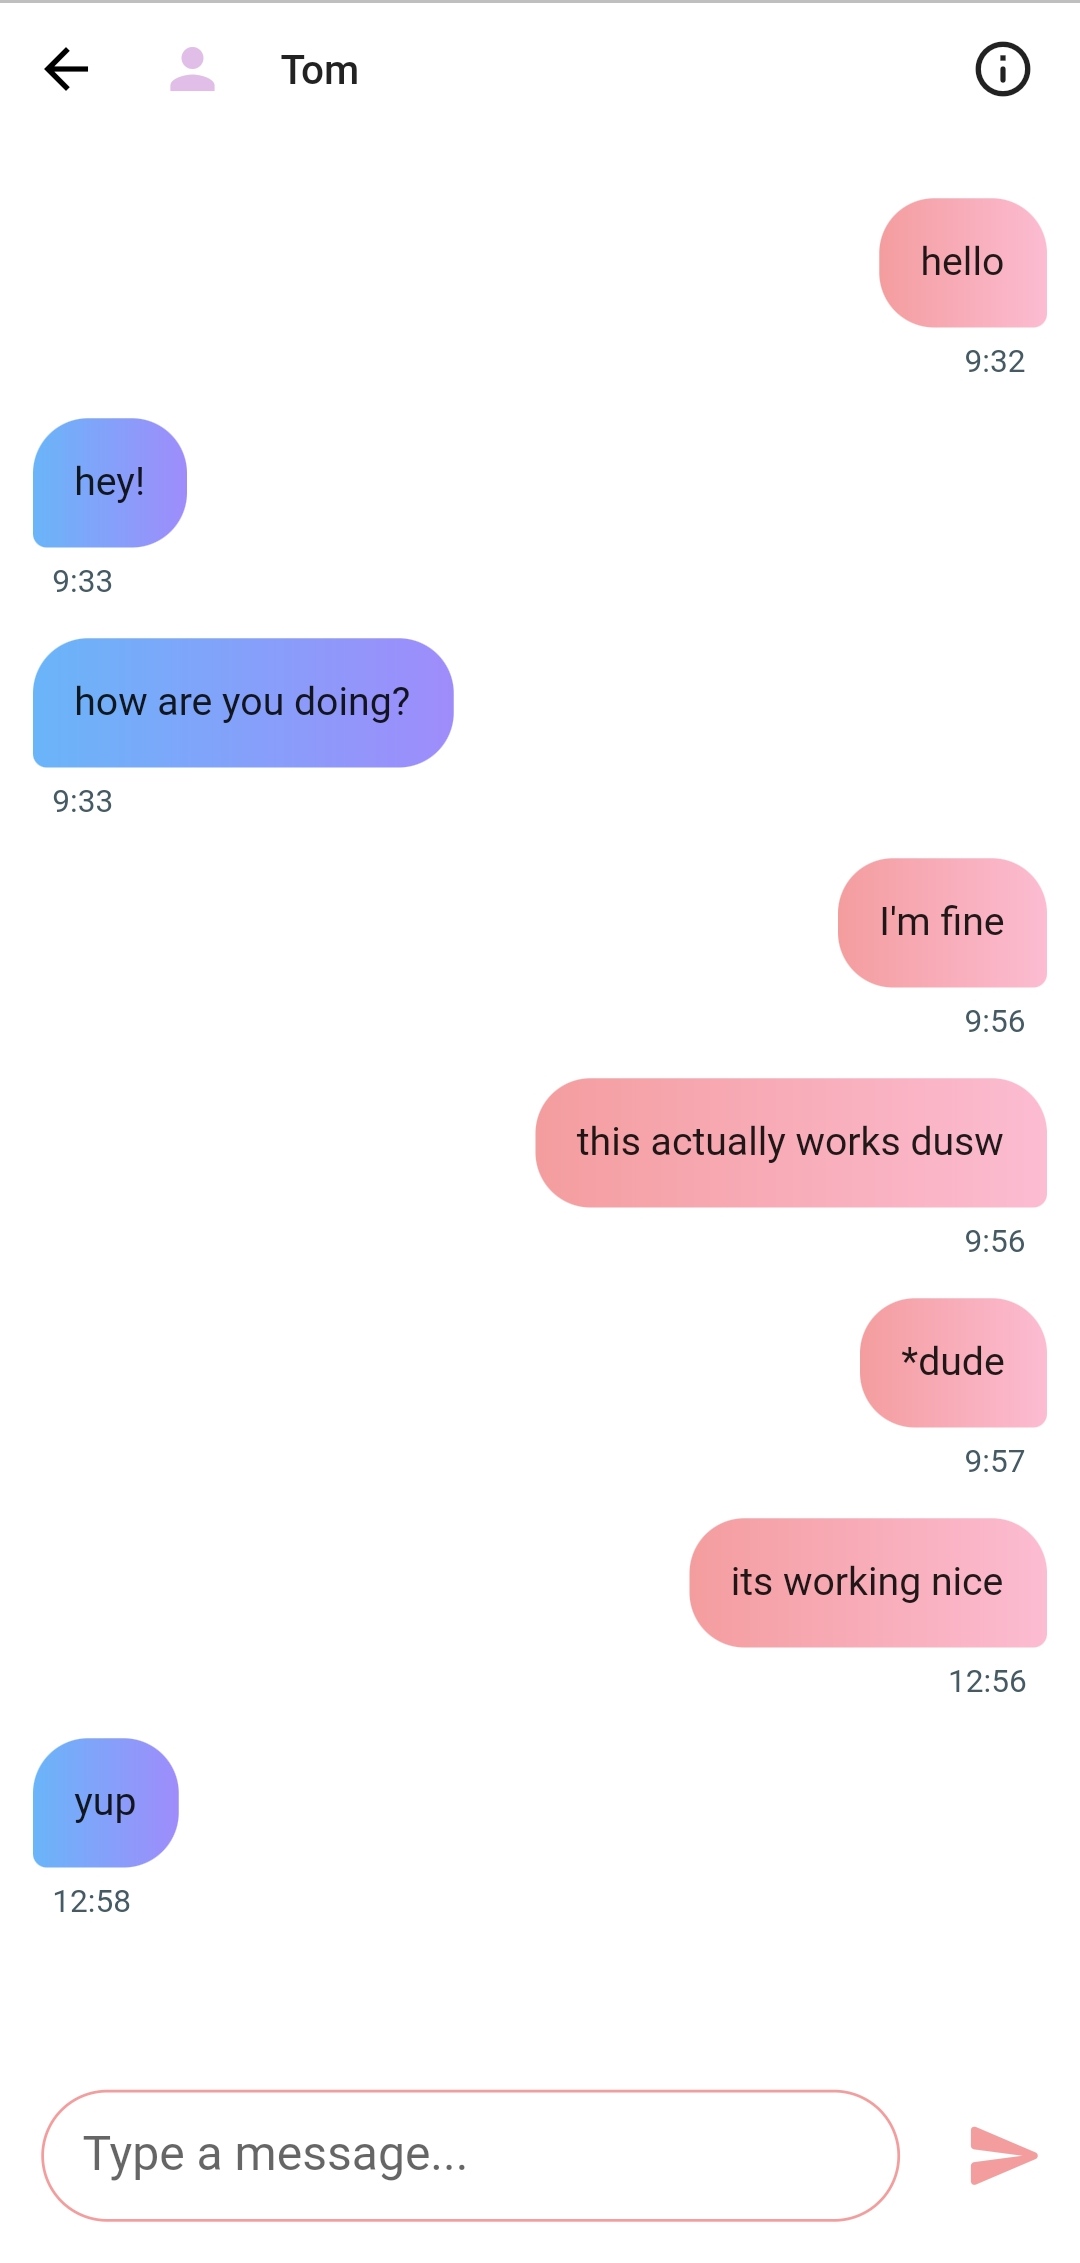 Tom
hello
9:32
hey!
9:33
how are you doing?
9:33
I'm fine
9:56
this actually works dusw
9:56
*dude
9:57
its working nice
12:56
yup
12:58
Type a message...